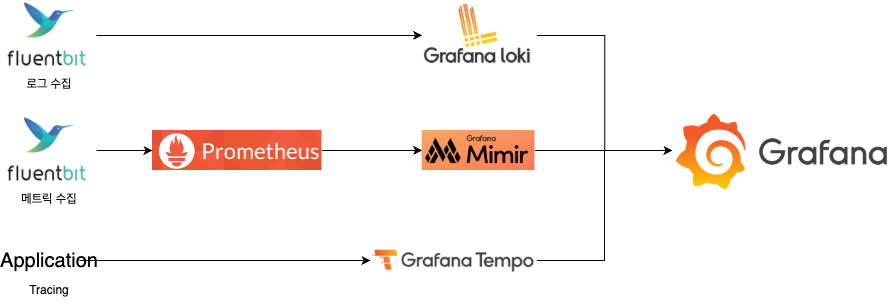 fluentbit
로그 수집
Grafana loki
fluentbit
메트릭 수집
Prometheus
Grafana
Mimir
Grafana
Application
Tracing
Grafana Tempo